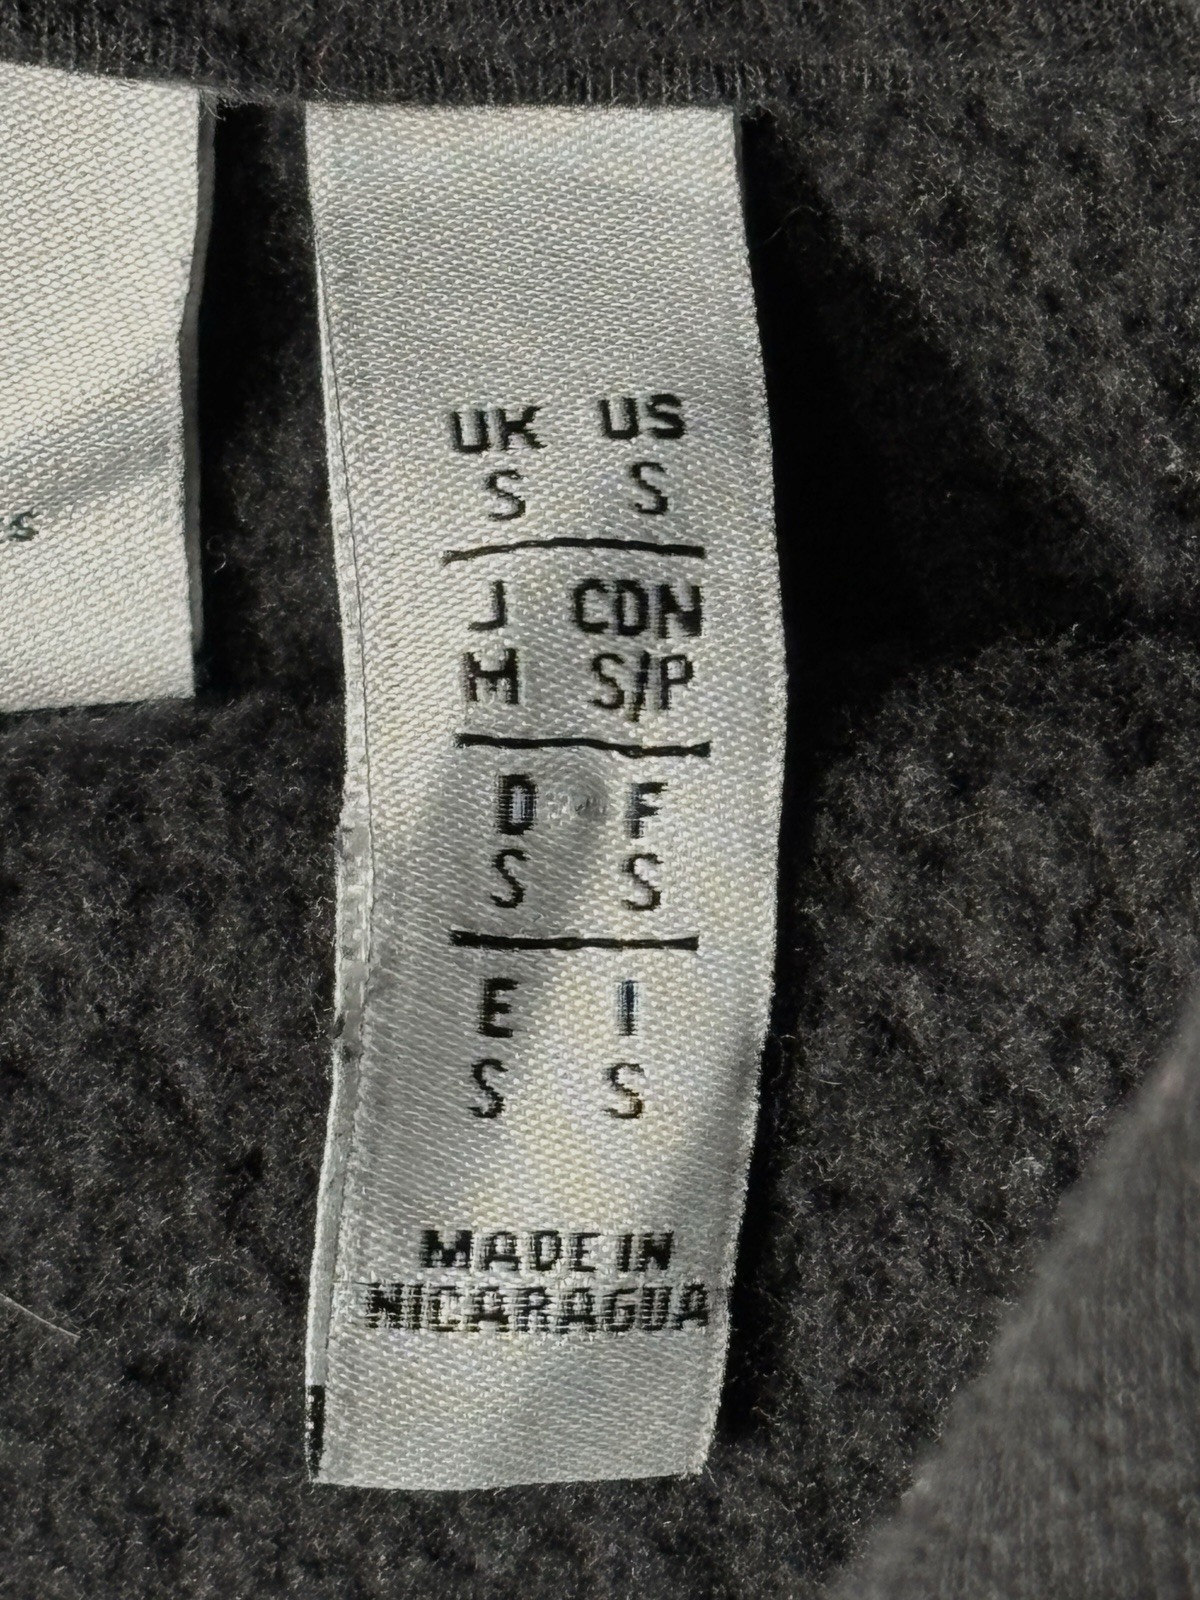 UK US
S S
J CDN
M S/P
D F
S S
E I
S S
MADE IN
NICARAGUA